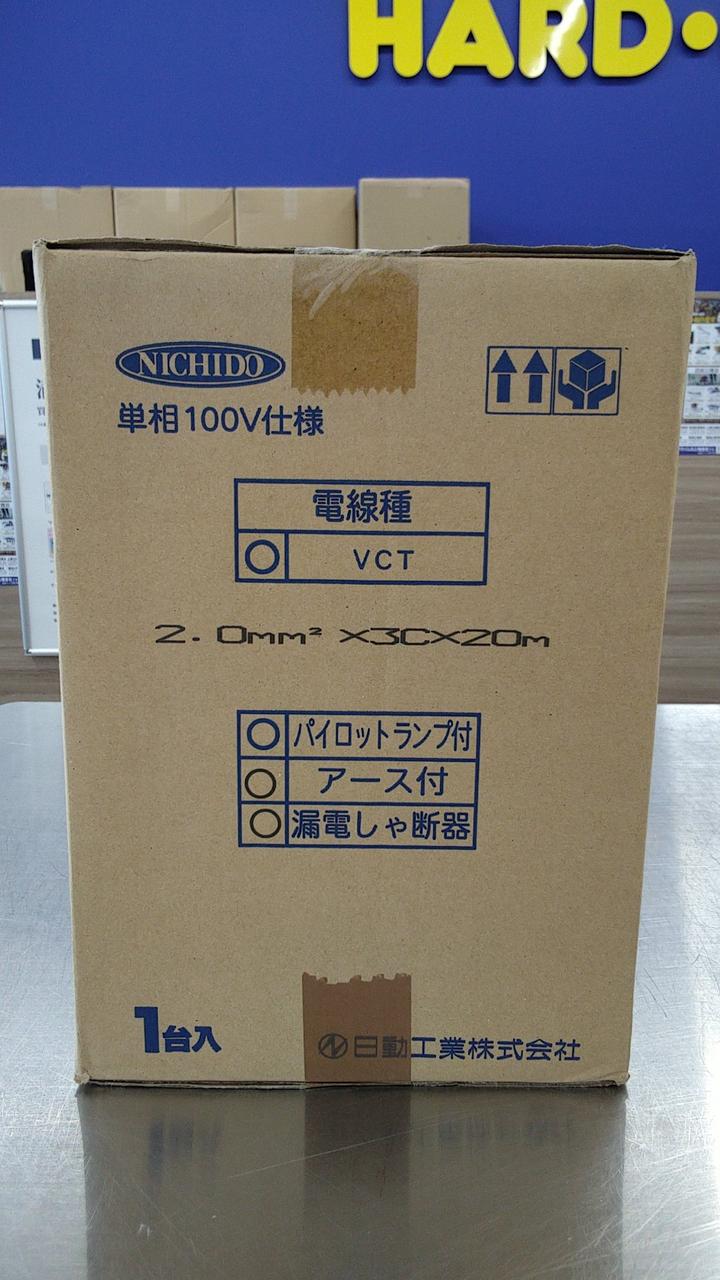 HARD
NICHIDO
単相100V仕様
電線種
○ VCT
2.0mm² X3CX20m
○ パイロットランプ付
○ アース付
○ 漏電しゃ断器
1台入
日動工業株式会社